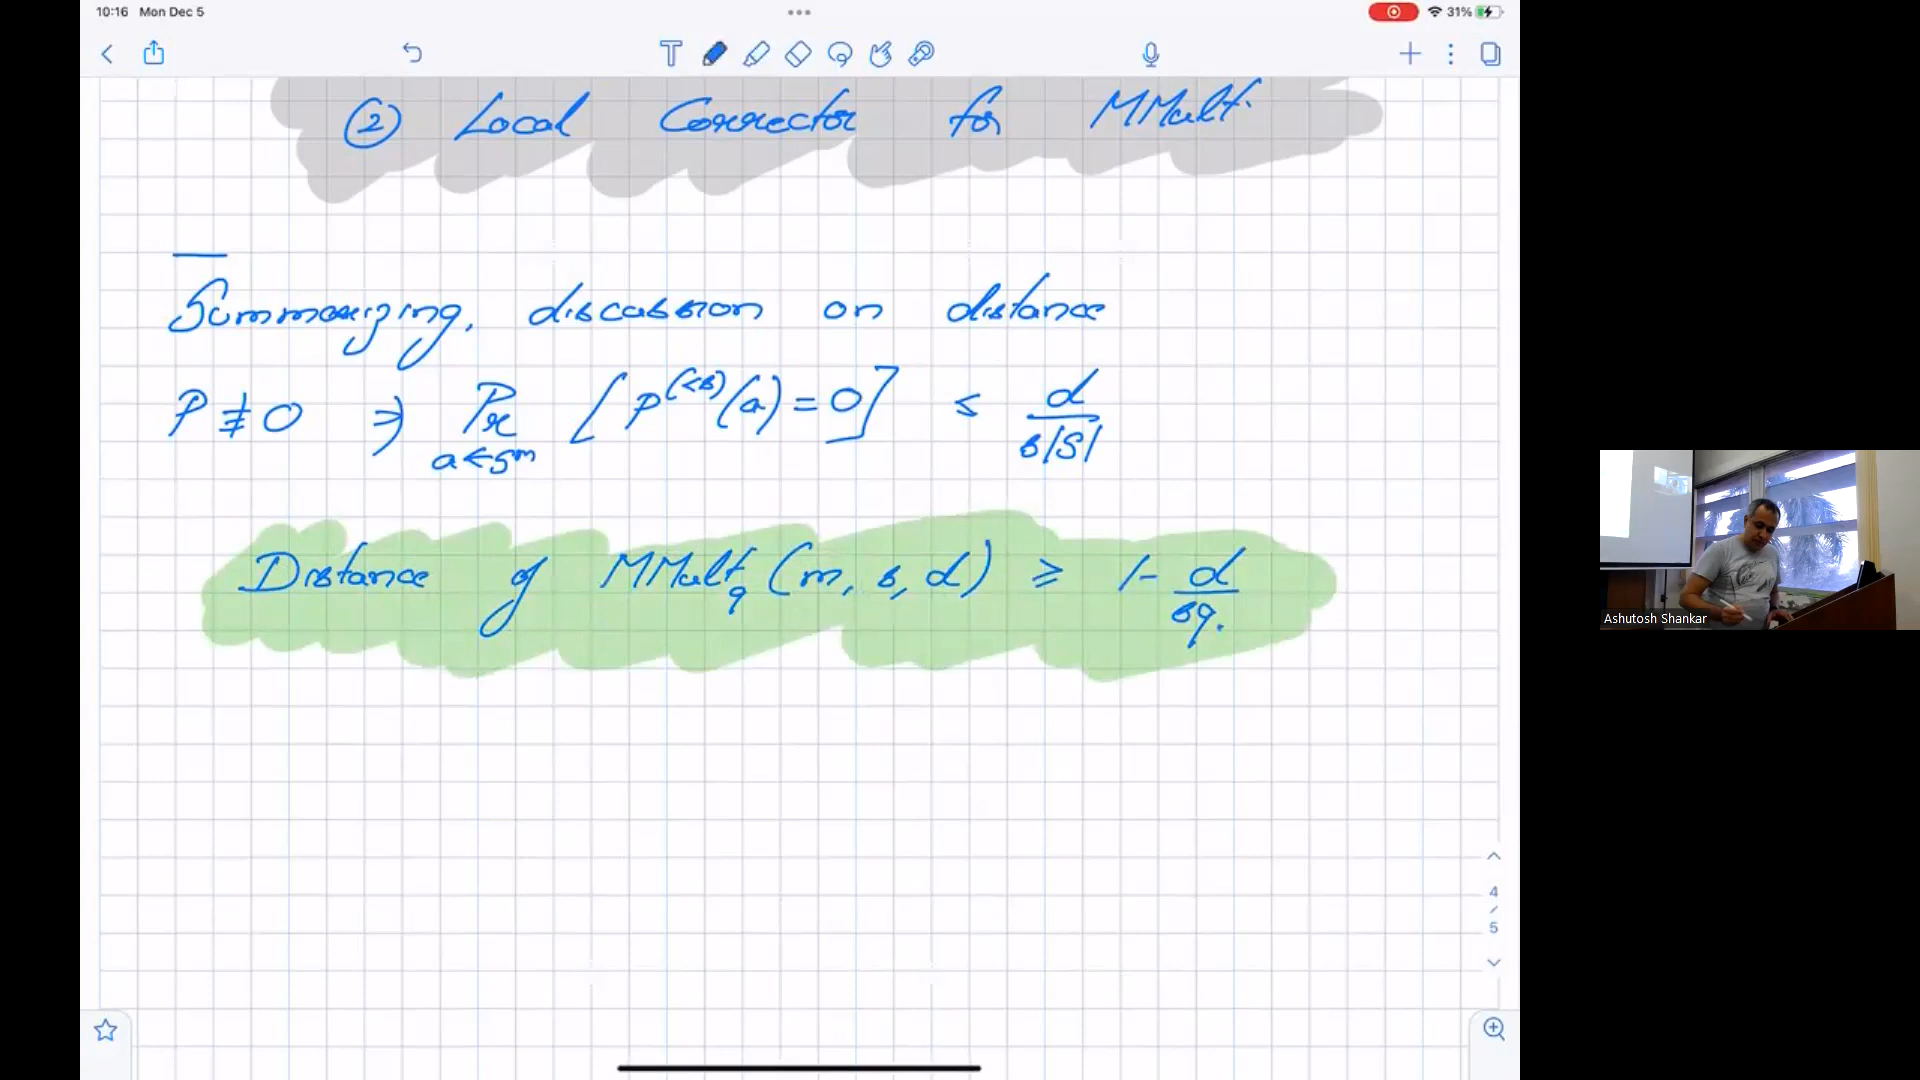 10:16 Mon Dec 5
31%
② Local Corrector for MMult.
Summarizing, discussion on distance
P ≢ 0 ⇒ Pr [P^(<s)(a) = 0] ≤ d/s|S|
a ← S^m
Distance of MMult_q (m, s, d) ≥ 1 - d/sq.
4
/
5
Ashutosh Shankar